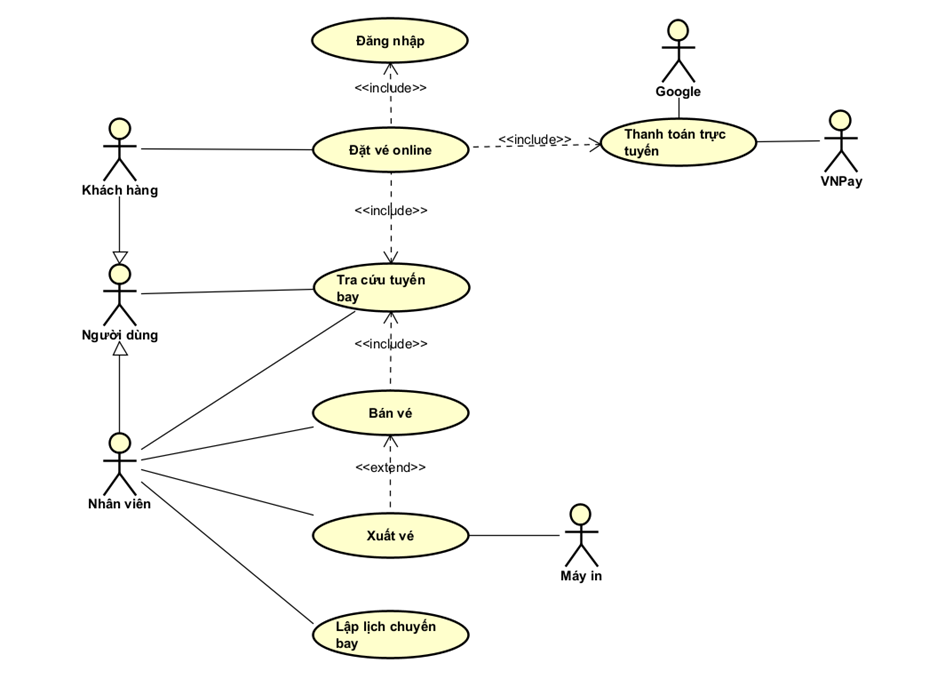 Đăng nhập
Google
<<include>>
Đặt vé online
<<include>>
Thanh toán trực
tuyến
VNPay
Khách hàng
<<include>>
Tra cứu tuyến
bay
Người dùng
<<include>>
Bán vé
<<extend>>
Nhân viên
Xuất vé
Máy in
Lập lịch chuyến
bay